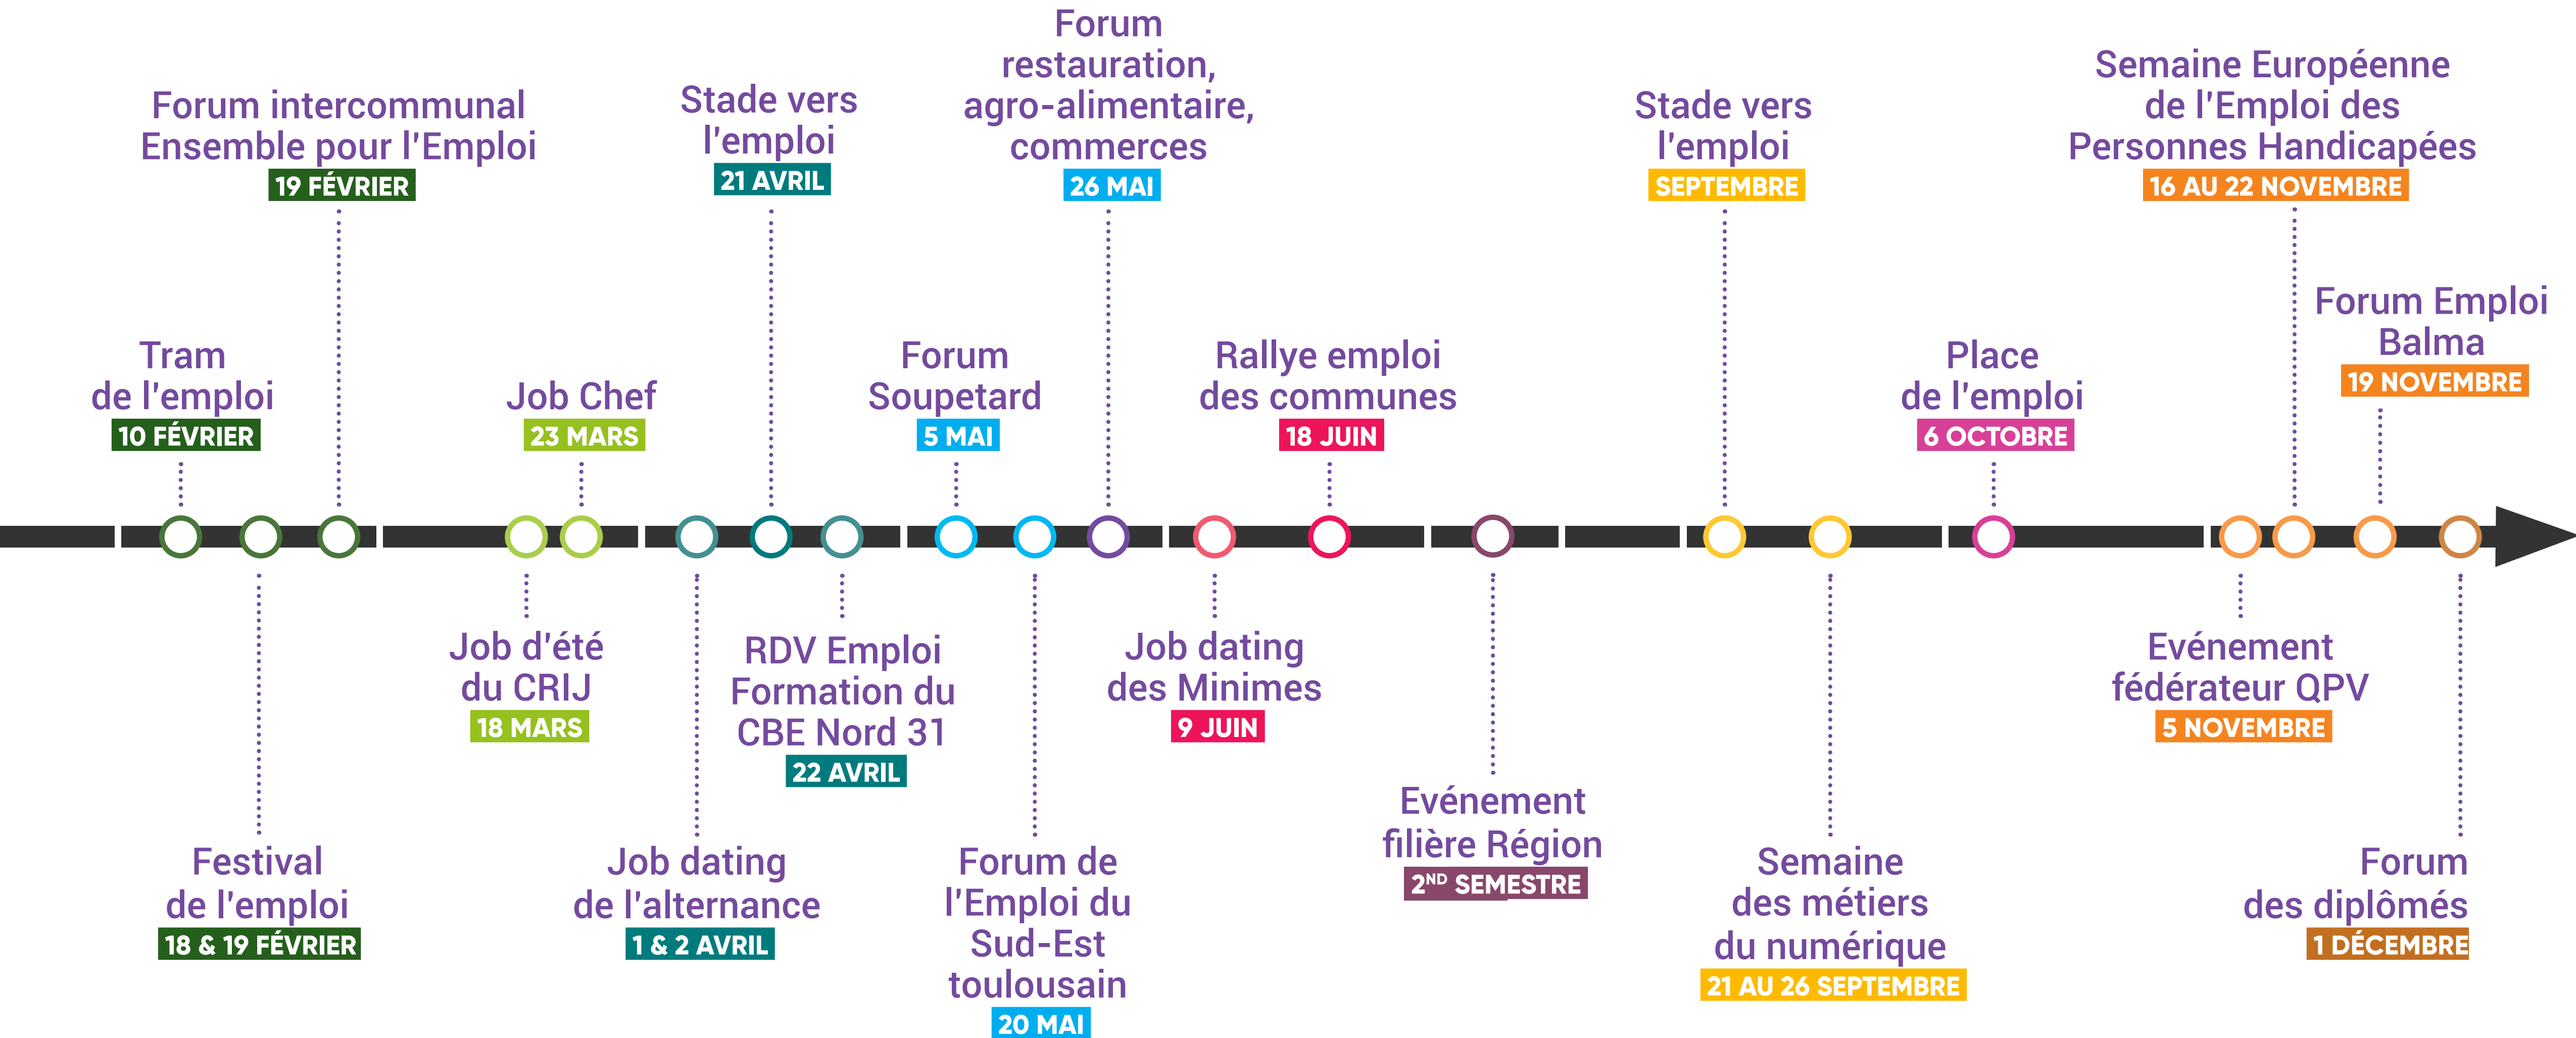 Forum intercommunal
Ensemble pour l'Emploi
19 FÉVRIER
Stade vers
l'emploi
21 AVRIL
Forum
restauration,
agro-alimentaire,
commerces
26 MAI
Stade vers
l'emploi
SEPTEMBRE
Semaine Européenne
de l'Emploi des
Personnes Handicapées
16 AU 22 NOVEMBRE
Tram
de l'emploi
10 FÉVRIER
Job Chef
23 MARS
Forum
Soupetard
5 MAI
Rallye emploi
des communes
18 JUIN
Place
de l'emploi
6 OCTOBRE
Forum Emploi
Balma
19 NOVEMBRE
Job d'été
du CRIJ
18 MARS
RDV Emploi
Formation du
CBE Nord 31
22 AVRIL
Job dating
des Minimes
9 JUIN
Evénement
fédérateur QPV
5 NOVEMBRE
Festival
de l'emploi
18 & 19 FÉVRIER
Job dating
de l'alternance
1 & 2 AVRIL
Forum de
l'Emploi du
Sud-Est
toulousain
20 MAI
Evénement
filière Région
2ND SEMESTRE
Semaine
des métiers
du numérique
21 AU 26 SEPTEMBRE
Forum
des diplômés
1 DÉCEMBRE